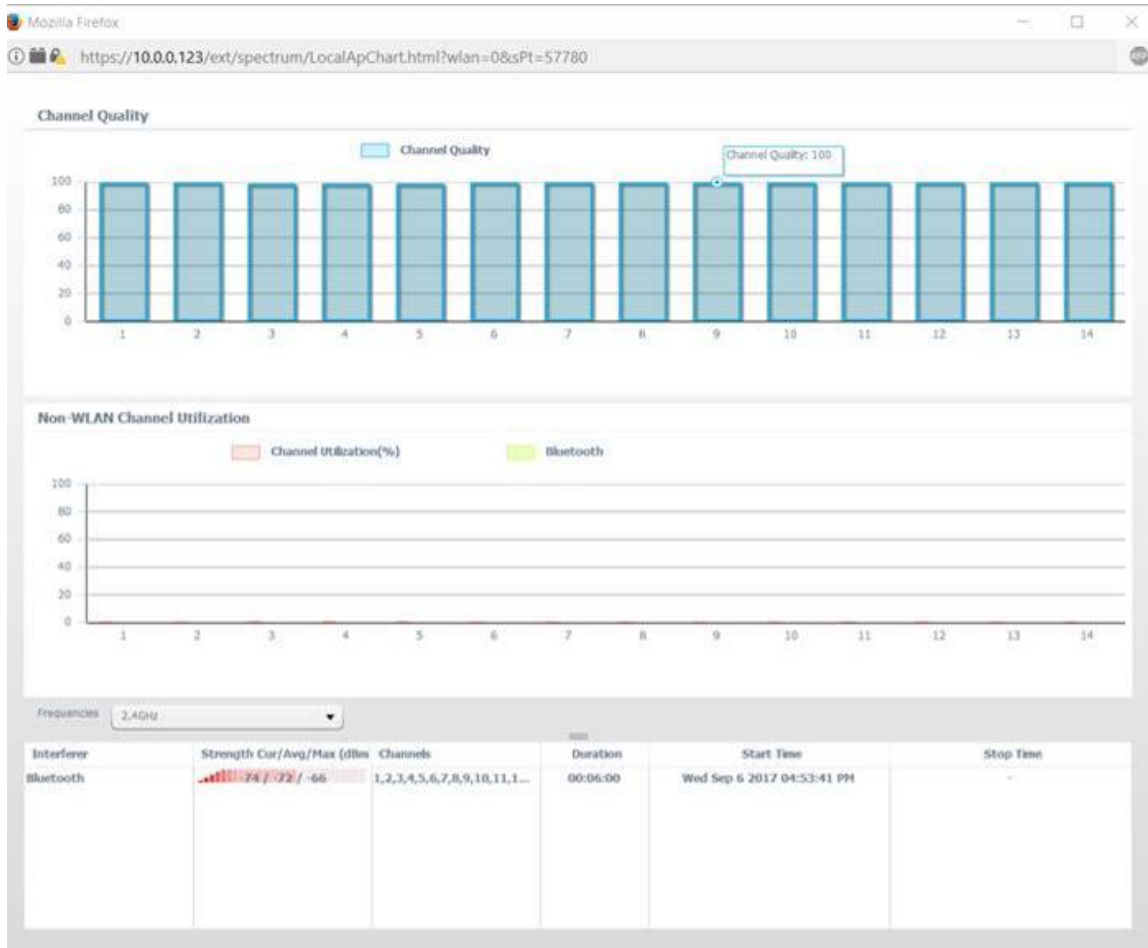 Mozilla Firefox
https://10.0.0.123/ext/spectrum/LocalApChart.html?wlan=0&sPt=57780
Channel Quality
Channel Quality
Channel Quality: 100
100
80
60
40
20
0
1 2 3 4 5 6 7 8 9 10 11 12 13 14
Non-WLAN Channel Utilization
Channel Utilization(%) Bluetooth
100
80
60
40
20
0
1 2 3 4 5 6 7 8 9 10 11 12 13 14
Frequencies 2.4GHz
Interferer Strength Cur/Avg/Max (dBm Channels Duration Start Time Stop Time
Bluetooth -74 / -72 / -66 1,2,3,4,5,6,7,8,9,10,11,1... 00:06:00 Wed Sep 6 2017 04:53:41 PM -